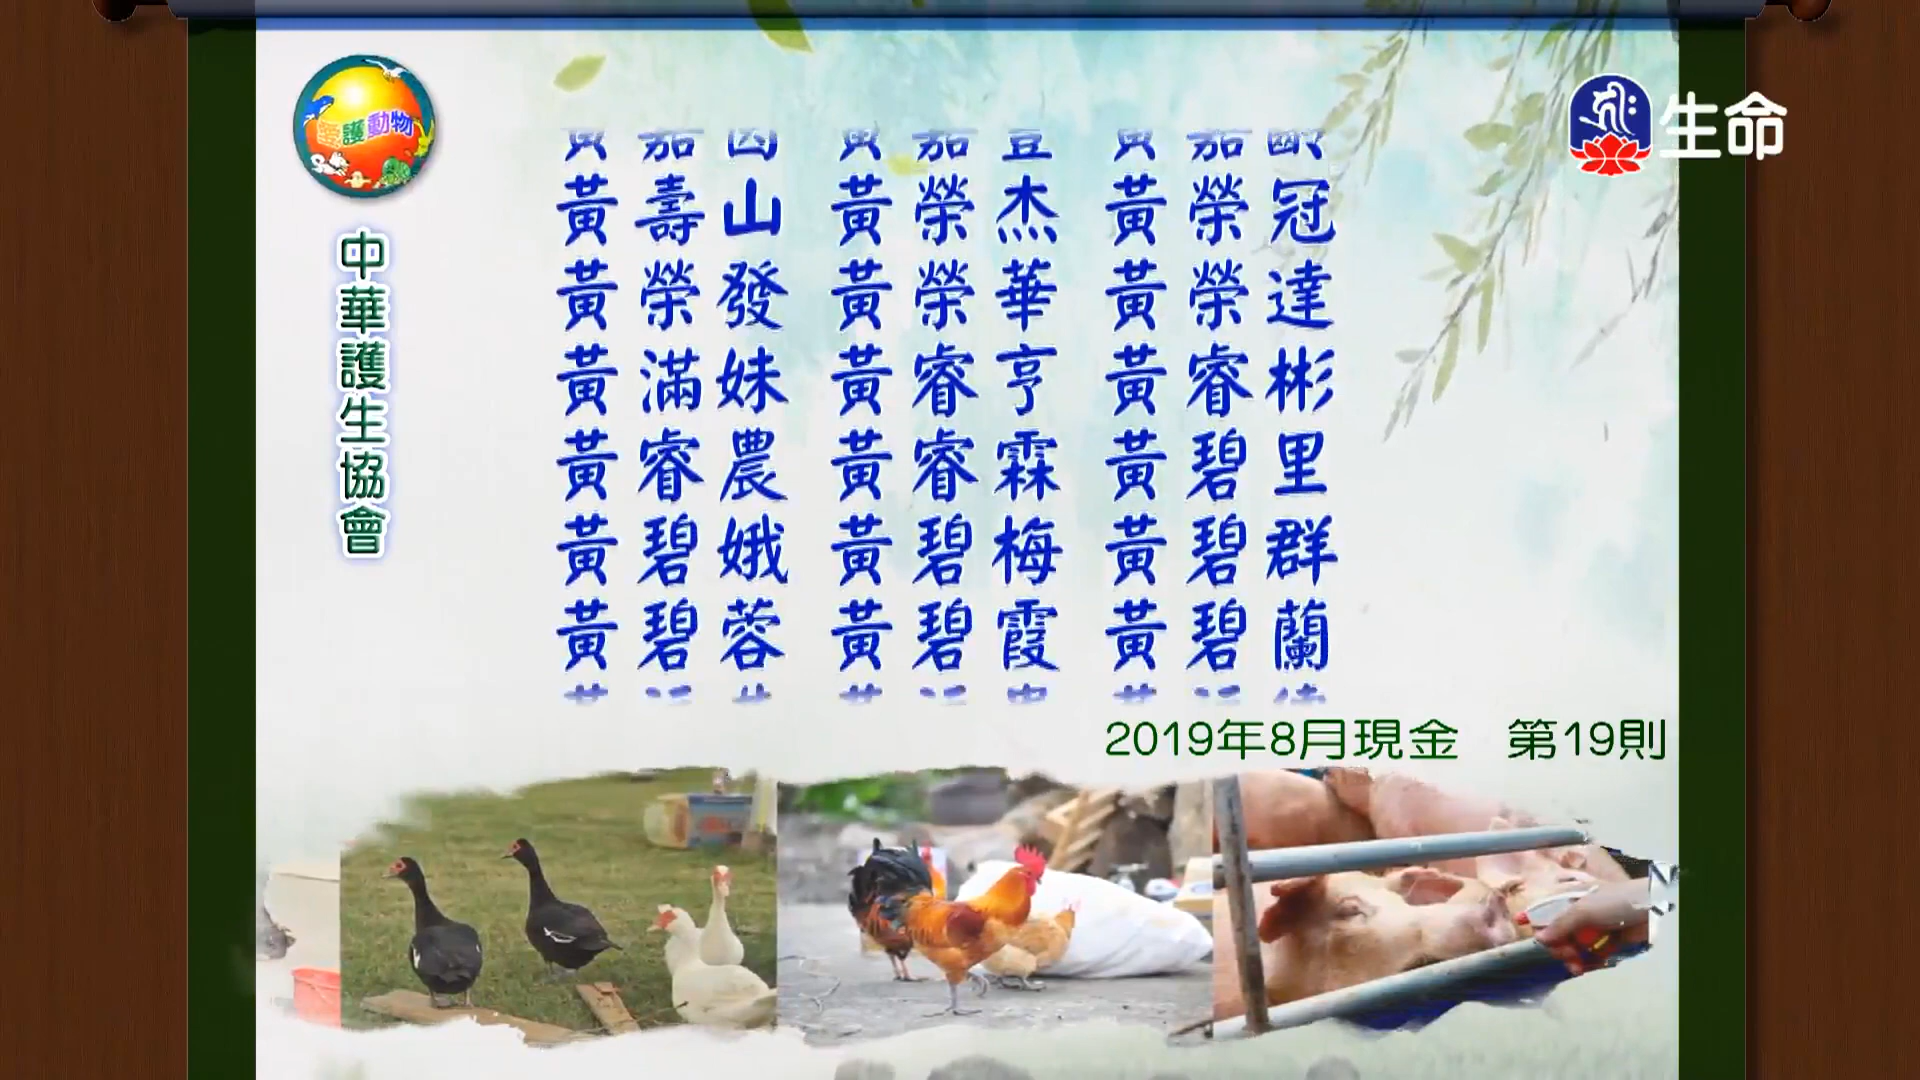 愛護動物
生命
中華護生協會
黃壽山 黃榮杰 黃榮冠
黃榮發 黃榮華 黃榮達
黃滿妹 黃睿亨 黃睿彬
黃睿農 黃睿霖 黃碧里
黃碧娥 黃碧梅 黃碧群
黃碧蓉 黃碧霞 黃碧蘭
2019年8月現金 第19則